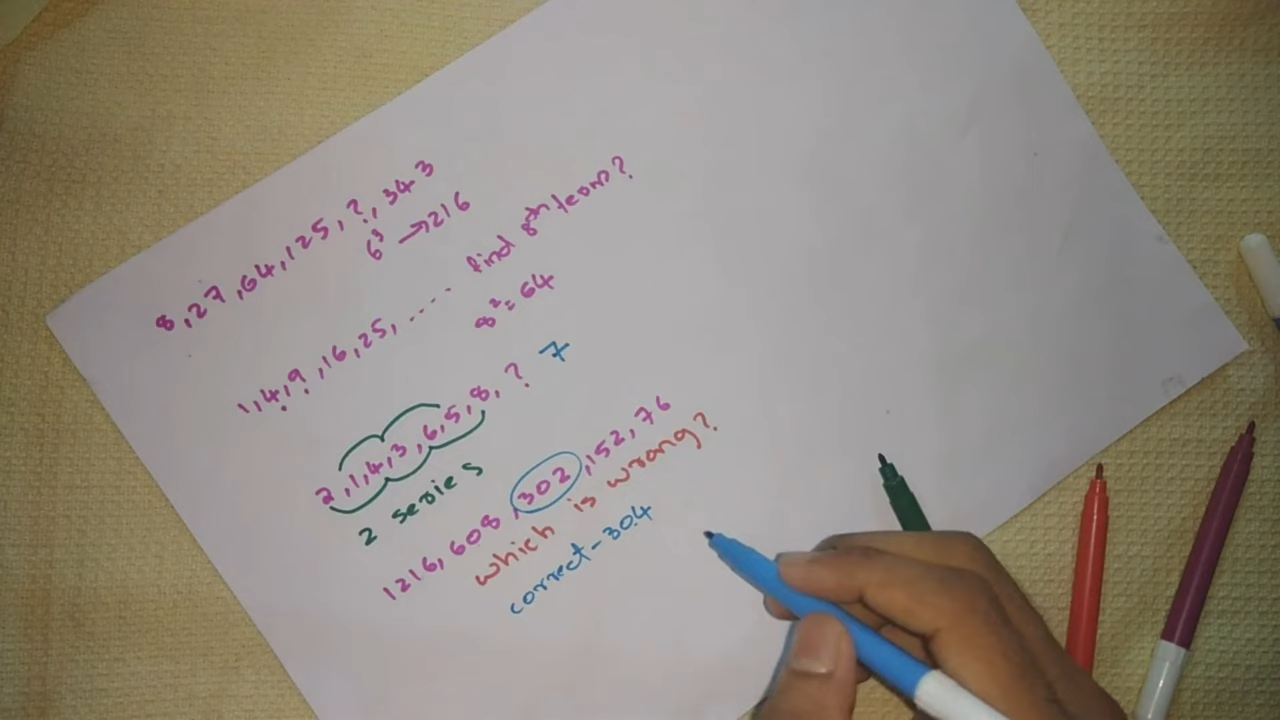 8,27,64,125,?,343
6³ → 216
1,4,9,16,25,.... find 8th term?
8² = 64
2,1,4,3,6,5,8,? 7
2 series
1216,608,302,152,76
which is wrong?
correct - 304